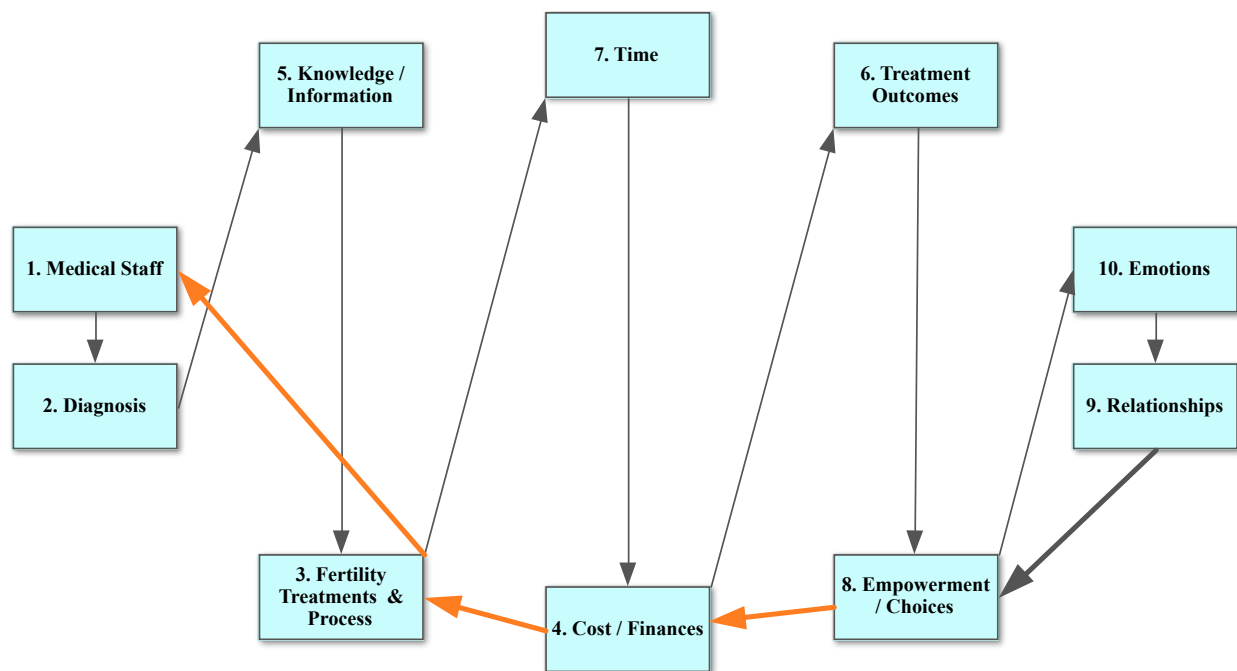 7. Time
5. Knowledge /
Information
6. Treatment
Outcomes
1. Medical Staff
10. Emotions
2. Diagnosis
9. Relationships
3. Fertility
Treatments &
Process
4. Cost / Finances
8. Empowerment
/ Choices